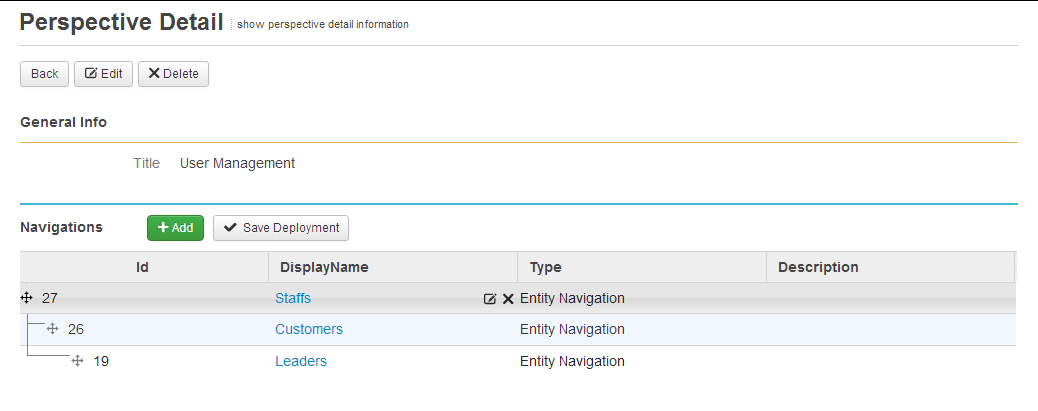 Perspective Detail show perspective detail information
Back Edit Delete
General Info
Title User Management
Navigations Add Save Deployment
Id DisplayName Type Description
27 Staffs Entity Navigation
26 Customers Entity Navigation
19 Leaders Entity Navigation